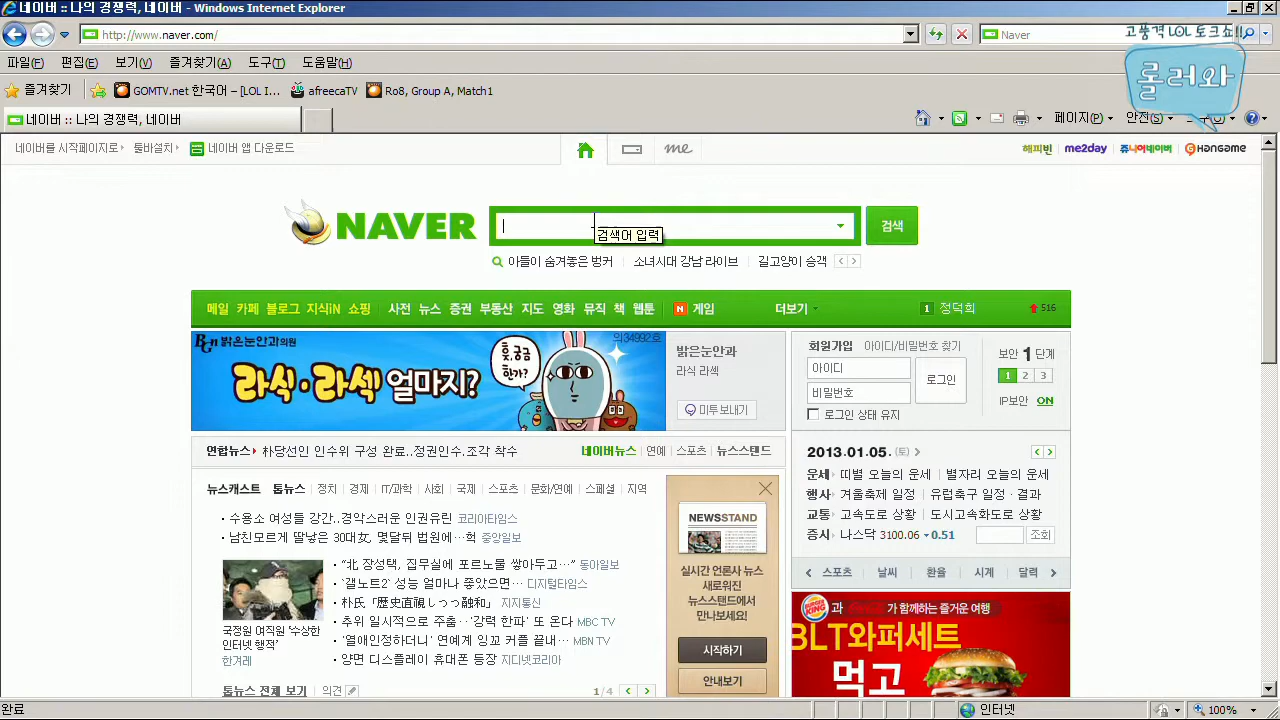 네이버 :: 나의 경쟁력, 네이버 - Windows Internet Explorer
http://www.naver.com/
Naver
고품격 LOL 토크쇼!!
롤러와
파일(F) 편집(E) 보기(V) 즐겨찾기(A) 도구(T) 도움말(H)
즐겨찾기 GOMTV.net 한국어 – [LOL I... afreecaTV Ro8, Group A, Match1
네이버 :: 나의 경쟁력, 네이버
페이지(P) 안전(S)
네이버를 시작페이지로 툴바설치 네이버 앱 다운로드
me
해피빈 me2day 쥬니어네이버 HANGAME
NAVER
검색
검색어 입력
아들이 숨겨놓은 벙커 소녀시대 강남 라이브 길고양이 승객
메일 카페 블로그 지식iN 쇼핑 사전 뉴스 증권 부동산 지도 영화 뮤직 책 웹툰 N 게임 더보기 1 정덕희 516
BGN 밝은눈안과의원
의34992호
훗,궁금한가?
라식·라섹 얼마지?
밝은눈안과
라식 라섹
미투 보내기
회원가입 아이디/비밀번호 찾기
아이디
비밀번호
로그인
로그인 상태 유지
보안 1 단계
1 2 3
IP보안 ON
연합뉴스 朴당선인 인수위 구성 완료..정권인수.조각 착수
네이버뉴스 연예 스포츠 뉴스스탠드
2013.01.05. (토)
운세 띠별 오늘의 운세 별자리 오늘의 운세
행사 겨울축제 일정 유럽축구 일정·결과
교통 고속도로 상황 도시고속화도로 상황
증시 나스닥 3100.06 0.51 조회
스포츠 날씨 환율 시계 달력
뉴스캐스트 톱뉴스 정치 경제 IT/과학 사회 국제 스포츠 문화/연예 스페셜 지역
수용소 여성들 강간..경악스러운 인권유린 코리아타임스
남친모르게 딸낳은 30대女, 몇달뒤 법원에…격 중앙일보
"北 장성택, 집무실에 포르노물 쌓아두고…" 동아일보
'갤노트2' 성능 얼마나 좋았으면… 디지털타임스
朴氏「歴史直視しつつ融和」 지지통신
추위 일시적으로 주춤‥'강력 한파' 또 온다 MBC TV
'열애인정하더니' 연예계 잉꼬 커플 끝내… MBN TV
양면 디스플레이 휴대폰 등장 지디넷코리아
국정원 여직원 '수상한
인터넷 행적'
한겨레
톱뉴스 전체 보기 의견
1 / 4
NEWSSTAND
실시간 언론사 뉴스
새로워진
뉴스스탠드에서
만나보세요!
시작하기
안내보기
BURGER KING 과 가 함께하는 즐거운 여행
BLT와퍼세트
먹고
완료
인터넷
100%